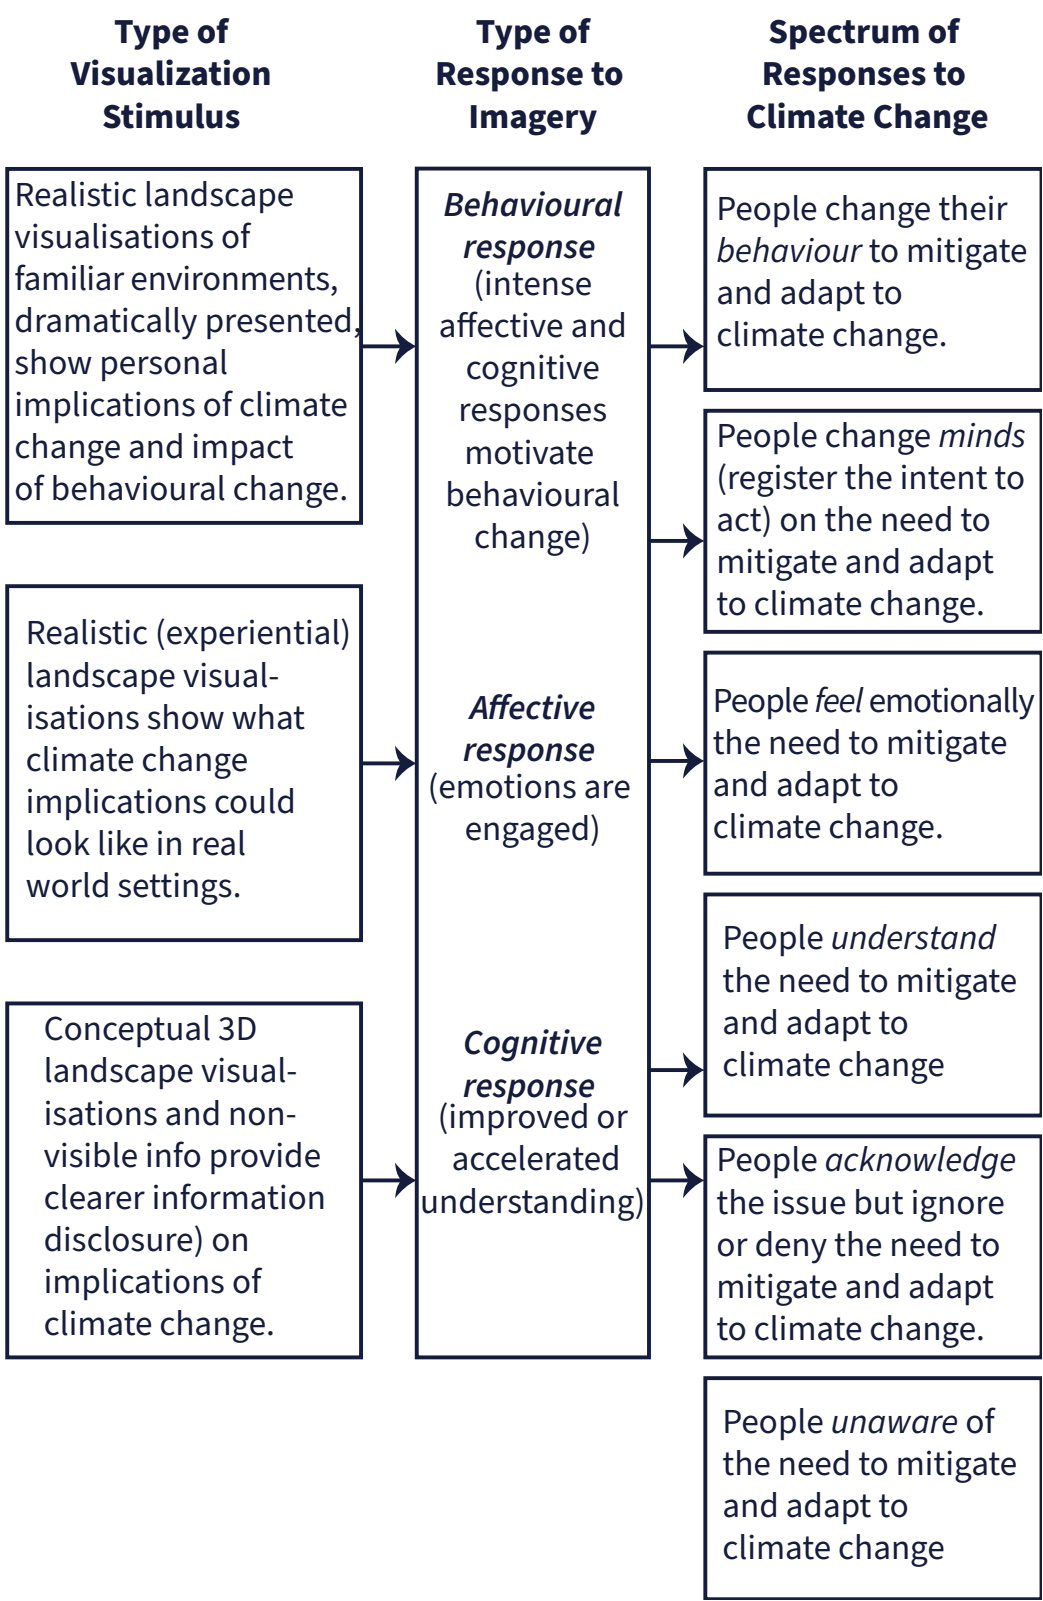 Type of
Visualization
Stimulus
Type of
Response to
Imagery
Spectrum of
Responses to
Climate Change
Realistic landscape
visualisations of
familiar environments,
dramatically presented,
show personal
implications of climate
change and impact
of behavioural change.
Realistic (experiential)
landscape visual-
isations show what
climate change
implications could
look like in real
world settings.
Conceptual 3D
landscape visual-
isations and non-
visible info provide
clearer information
disclosure) on
implications of
climate change.
Behavioural
response
(intense
affective and
cognitive
responses
motivate
behavioural
change)
Affective
response
(emotions are
engaged)
Cognitive
response
(improved or
accelerated
understanding)
People change their
behaviour to mitigate
and adapt to
climate change.
People change minds
(register the intent to
act) on the need to
mitigate and adapt
to climate change.
People feel emotionally
the need to mitigate
and adapt to
climate change.
People understand
the need to mitigate
and adapt to
climate change
People acknowledge
the issue but ignore
or deny the need to
mitigate and adapt
to climate change.
People unaware of
the need to mitigate
and adapt to
climate change